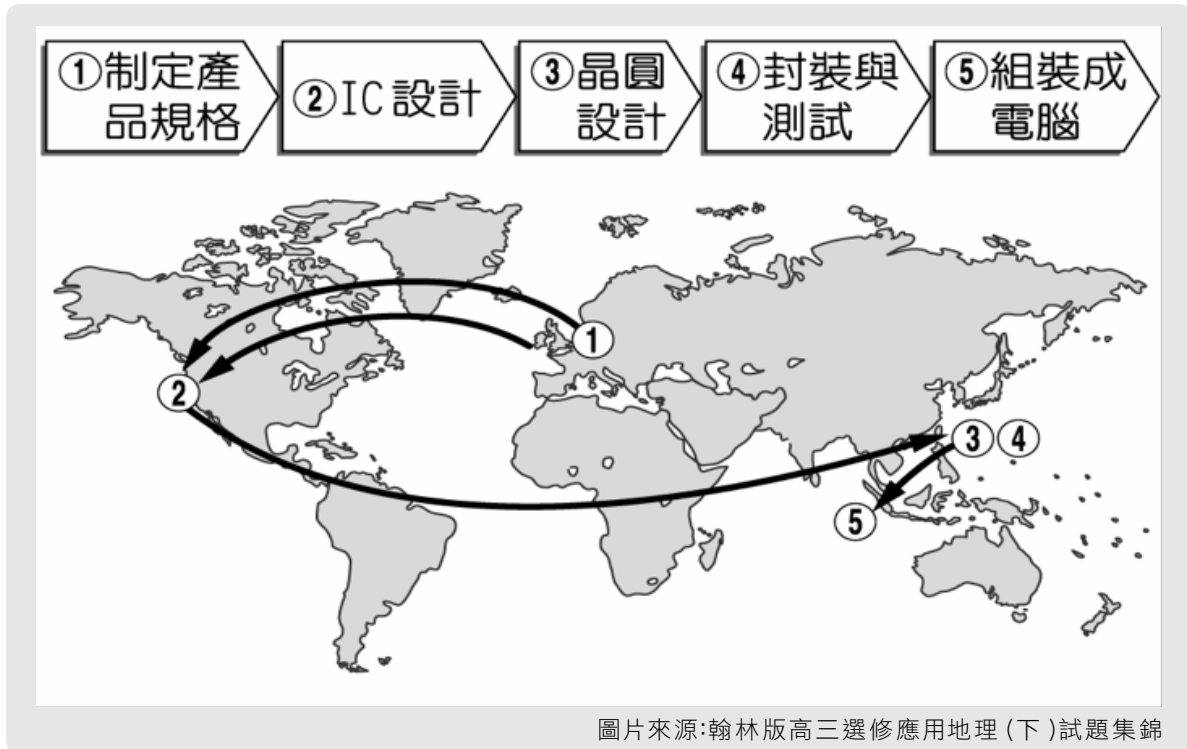 ①制定產
品規格
②IC設計
③晶圓
設計
④封裝與
測試
⑤組裝成
電腦
①
②
③④
⑤
圖片來源:翰林版高三選修應用地理(下)試題集錦